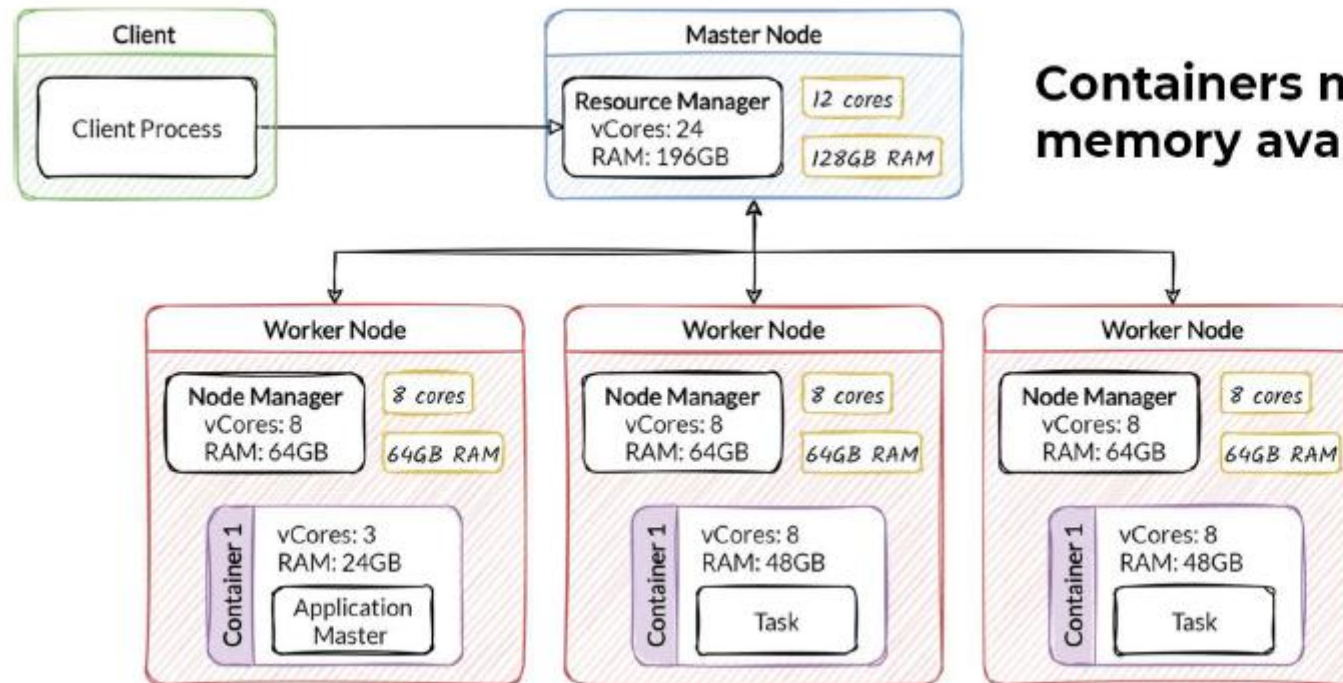 Client
Client Process
Master Node
Resource Manager
vCores: 24
RAM: 196GB
12 cores
128GB RAM
Containers
memory
Worker Node
Node Manager
vCores: 8
RAM: 64GB
8 cores
64GB RAM
Container 1
vCores: 3
RAM: 24GB
Application
Master
Worker Node
Node Manager
vCores: 8
RAM: 64GB
8 cores
64GB RAM
Container 1
vCores: 8
RAM: 48GB
Task
Worker Node
Node Manager
vCores: 8
RAM: 64GB
8 cores
64GB RAM
Container 1
vCores: 8
RAM: 48GB
Task